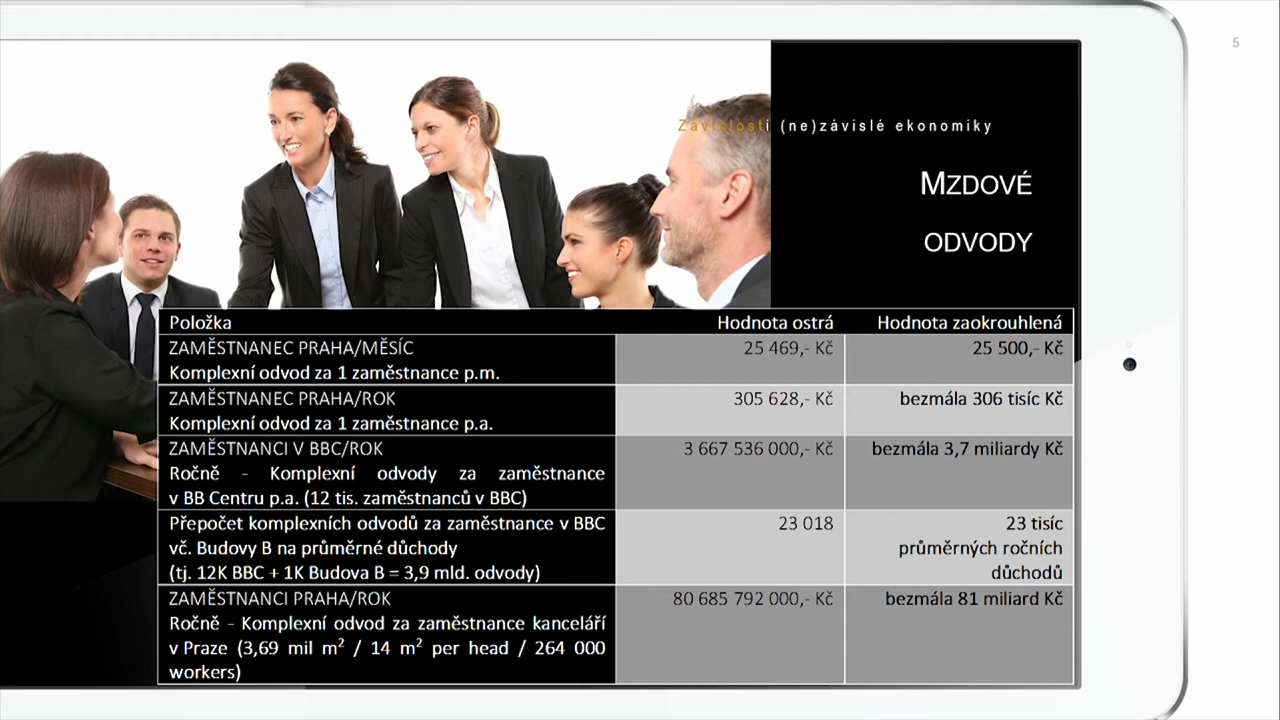 5
Závislosti (ne)závislé ekonomiky
MZDOVÉ
ODVODY
Položka Hodnota ostrá Hodnota zaokrouhlená
ZAMĚSTNANEC PRAHA/MĚSÍC 25 469,- Kč 25 500,- Kč
Komplexní odvod za 1 zaměstnance p.m.
ZAMĚSTNANEC PRAHA/ROK 305 628,- Kč bezmála 306 tisíc Kč
Komplexní odvod za 1 zaměstnance p.a.
ZAMĚSTNANCI V BBC/ROK 3 667 536 000,- Kč bezmála 3,7 miliardy Kč
Ročně - Komplexní odvody za zaměstnance
v BB Centru p.a. (12 tis. zaměstnanců v BBC)
Přepočet komplexních odvodů za zaměstnance v BBC 23 018 23 tisíc
vč. Budovy B na průměrné důchody průměrných ročních
(tj. 12K BBC + 1K Budova B = 3,9 mld. odvody) důchodů
ZAMĚSTNANCI PRAHA/ROK 80 685 792 000,- Kč bezmála 81 miliard Kč
Ročně - Komplexní odvod za zaměstnance kanceláří
v Praze (3,69 mil m² / 14 m² per head / 264 000
workers)